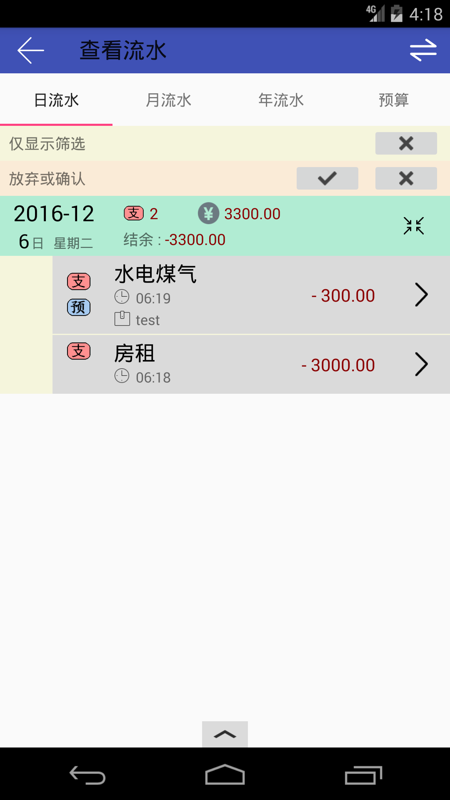 4G 4:18
查看流水
日流水 月流水 年流水 预算
仅显示筛选
放弃或确认
2016-12 支 2 ¥ 3300.00
6日 星期二 结余 : -3300.00
支 水电煤气
预 06:19 - 300.00
test
支 房租
06:18 - 3000.00